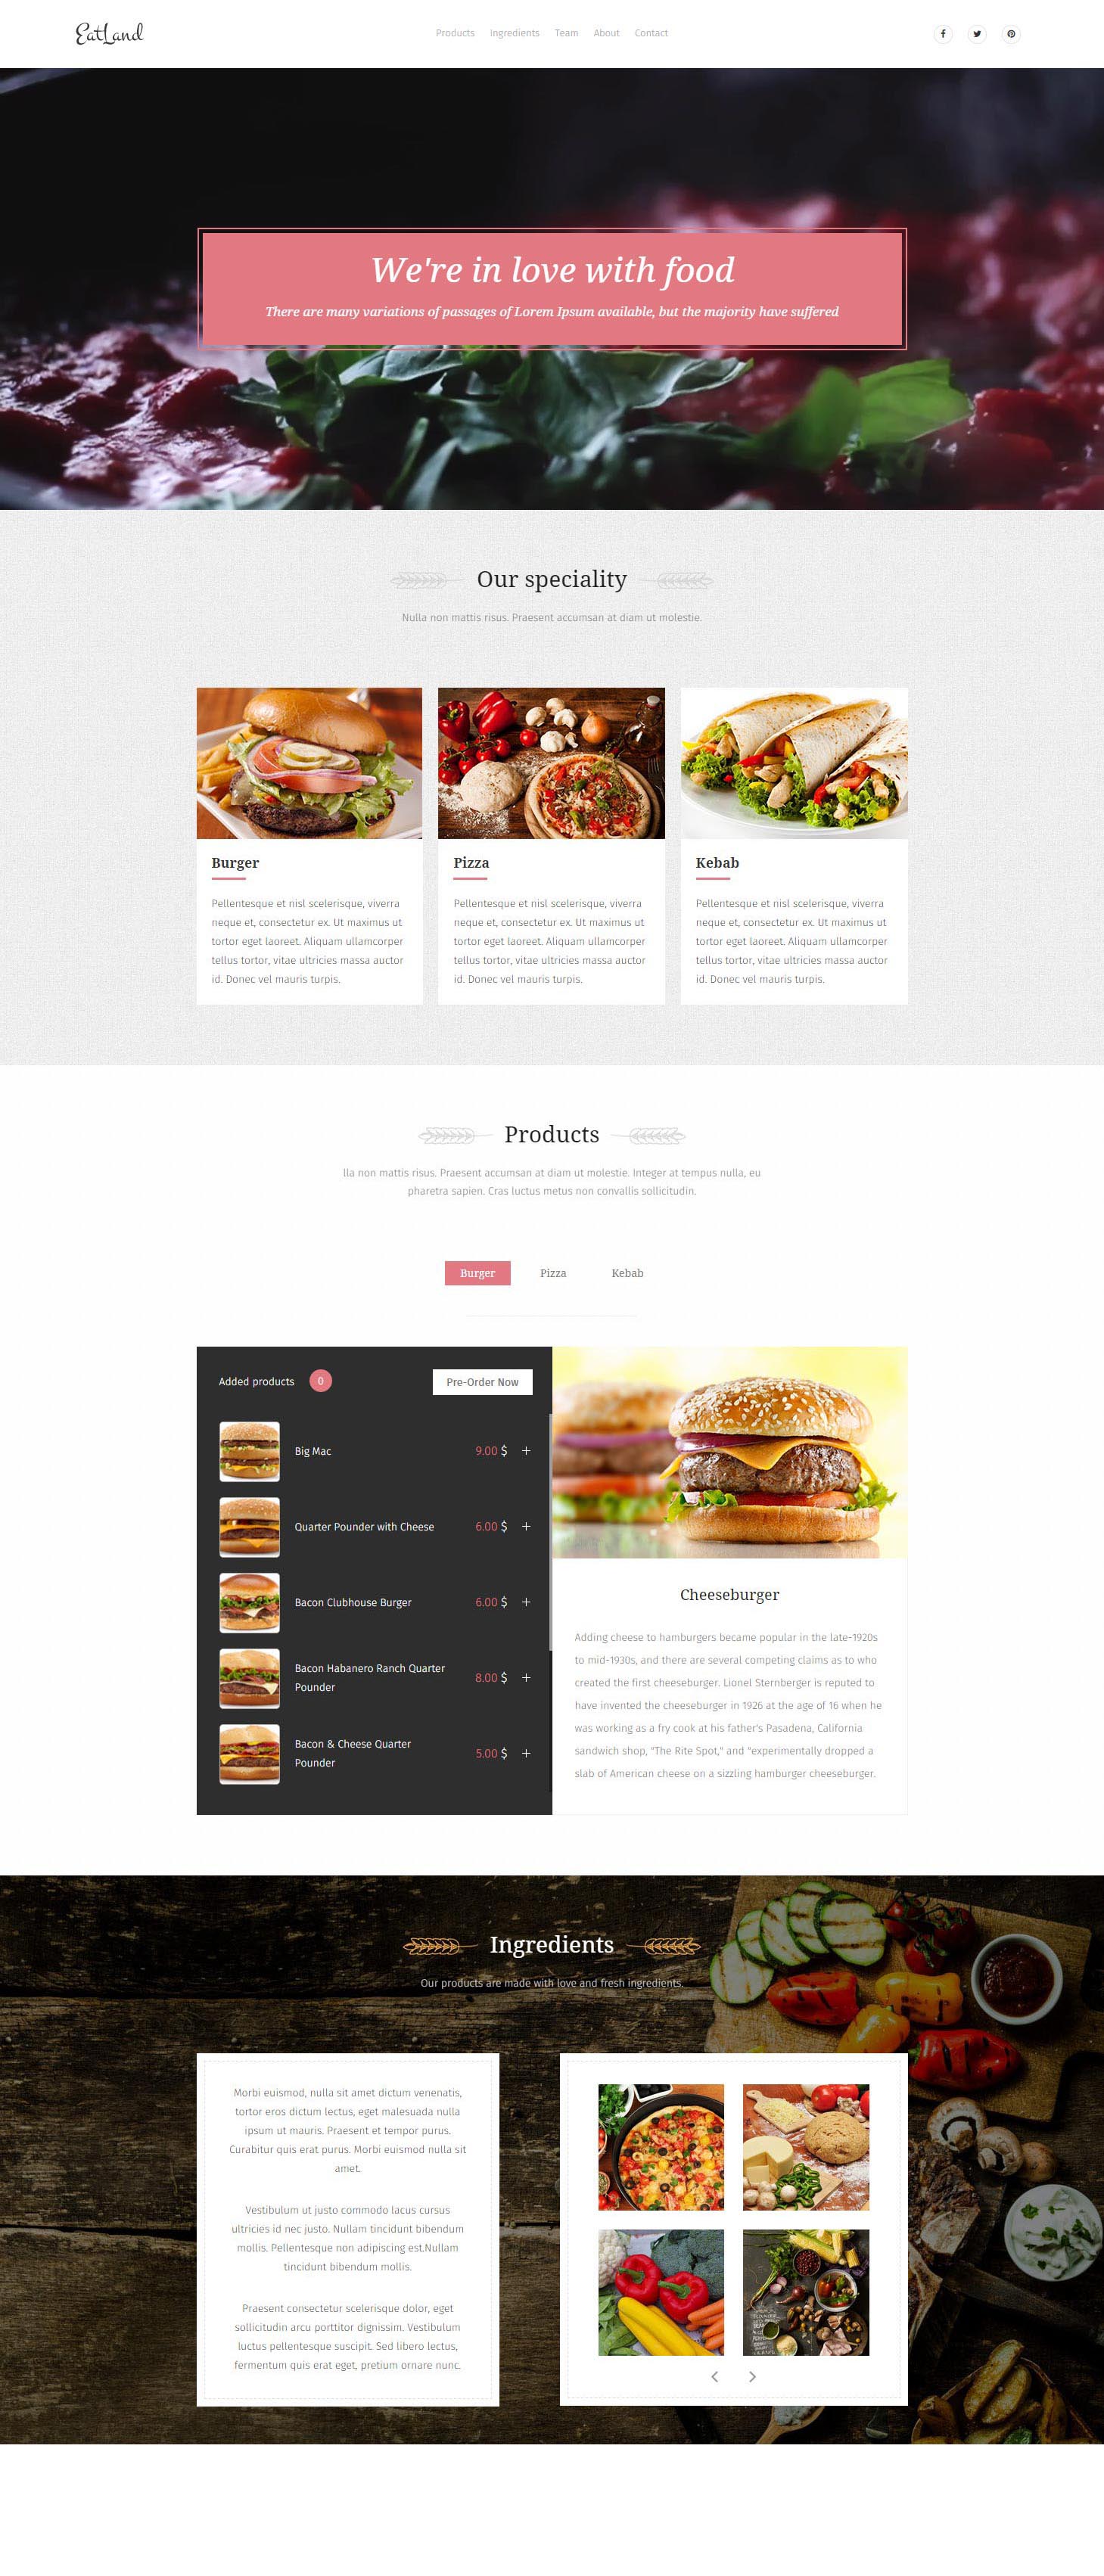 EatLand
Products Ingredients Team About Contact
We're in love with food
There are many variations of passages of Lorem Ipsum available, but the majority have suffered
Our speciality
Nulla non mattis risus. Praesent accumsan at diam ut molestie.
Burger
Pellentesque et nisl scelerisque, viverra
neque et, consectetur ex. Ut maximus ut
tortor eget laoreet. Aliquam ullamcorper
tellus tortor, vitae ultricies massa auctor
id. Donec vel mauris turpis.
Pizza
Pellentesque et nisl scelerisque, viverra
neque et, consectetur ex. Ut maximus ut
tortor eget laoreet. Aliquam ullamcorper
tellus tortor, vitae ultricies massa auctor
id. Donec vel mauris turpis.
Kebab
Pellentesque et nisl scelerisque, viverra
neque et, consectetur ex. Ut maximus ut
tortor eget laoreet. Aliquam ullamcorper
tellus tortor, vitae ultricies massa auctor
id. Donec vel mauris turpis.
Products
lla non mattis risus. Praesent accumsan at diam ut molestie. Integer at tempus nulla, eu
pharetra sapien. Cras luctus metus non convallis sollicitudin.
Burger Pizza Kebab
Added products 0 Pre-Order Now
Big Mac 9.00 $ +
Quarter Pounder with Cheese 6.00 $ +
Bacon Clubhouse Burger 6.00 $ +
Bacon Habanero Ranch Quarter
Pounder 8.00 $ +
Bacon & Cheese Quarter
Pounder 5.00 $ +
Cheeseburger
Adding cheese to hamburgers became popular in the late-1920s
to mid-1930s, and there are several competing claims as to who
created the first cheeseburger. Lionel Sternberger is reputed to
have invented the cheeseburger in 1926 at the age of 16 when he
was working as a fry cook at his father's Pasadena, California
sandwich shop, "The Rite Spot," and "experimentally dropped a
slab of American cheese on a sizzling hamburger cheeseburger.
Ingredients
Our products are made with love and fresh ingredients.
Morbi euismod, nulla sit amet dictum venenatis,
tortor eros dictum lectus, eget malesuada nulla
ipsum ut mauris. Praesent et tempor purus.
Curabitur quis erat purus. Morbi euismod nulla sit
amet.
Vestibulum ut justo commodo lacus cursus
ultricies id nec justo. Nullam tincidunt bibendum
mollis. Pellentesque non adipiscing est.Nullam
tincidunt bibendum mollis.
Praesent consectetur scelerisque dolor, eget
sollicitudin arcu porttitor dignissim. Vestibulum
luctus pellentesque suscipit. Sed libero lectus,
fermentum quis erat eget, pretium ornare nunc.